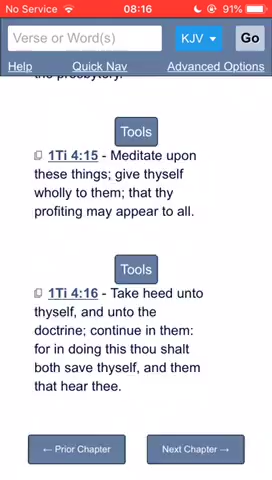 No Service 08:16 91%
Verse or Word(s) KJV Go
Help Quick Nav Advanced Options
the presbytery.
Tools
1Ti 4:15 - Meditate upon
these things; give thyself
wholly to them; that thy
profiting may appear to all.
Tools
1Ti 4:16 - Take heed unto
thyself, and unto the
doctrine; continue in them:
for in doing this thou shalt
both save thyself, and them
that hear thee.
← Prior Chapter Next Chapter →